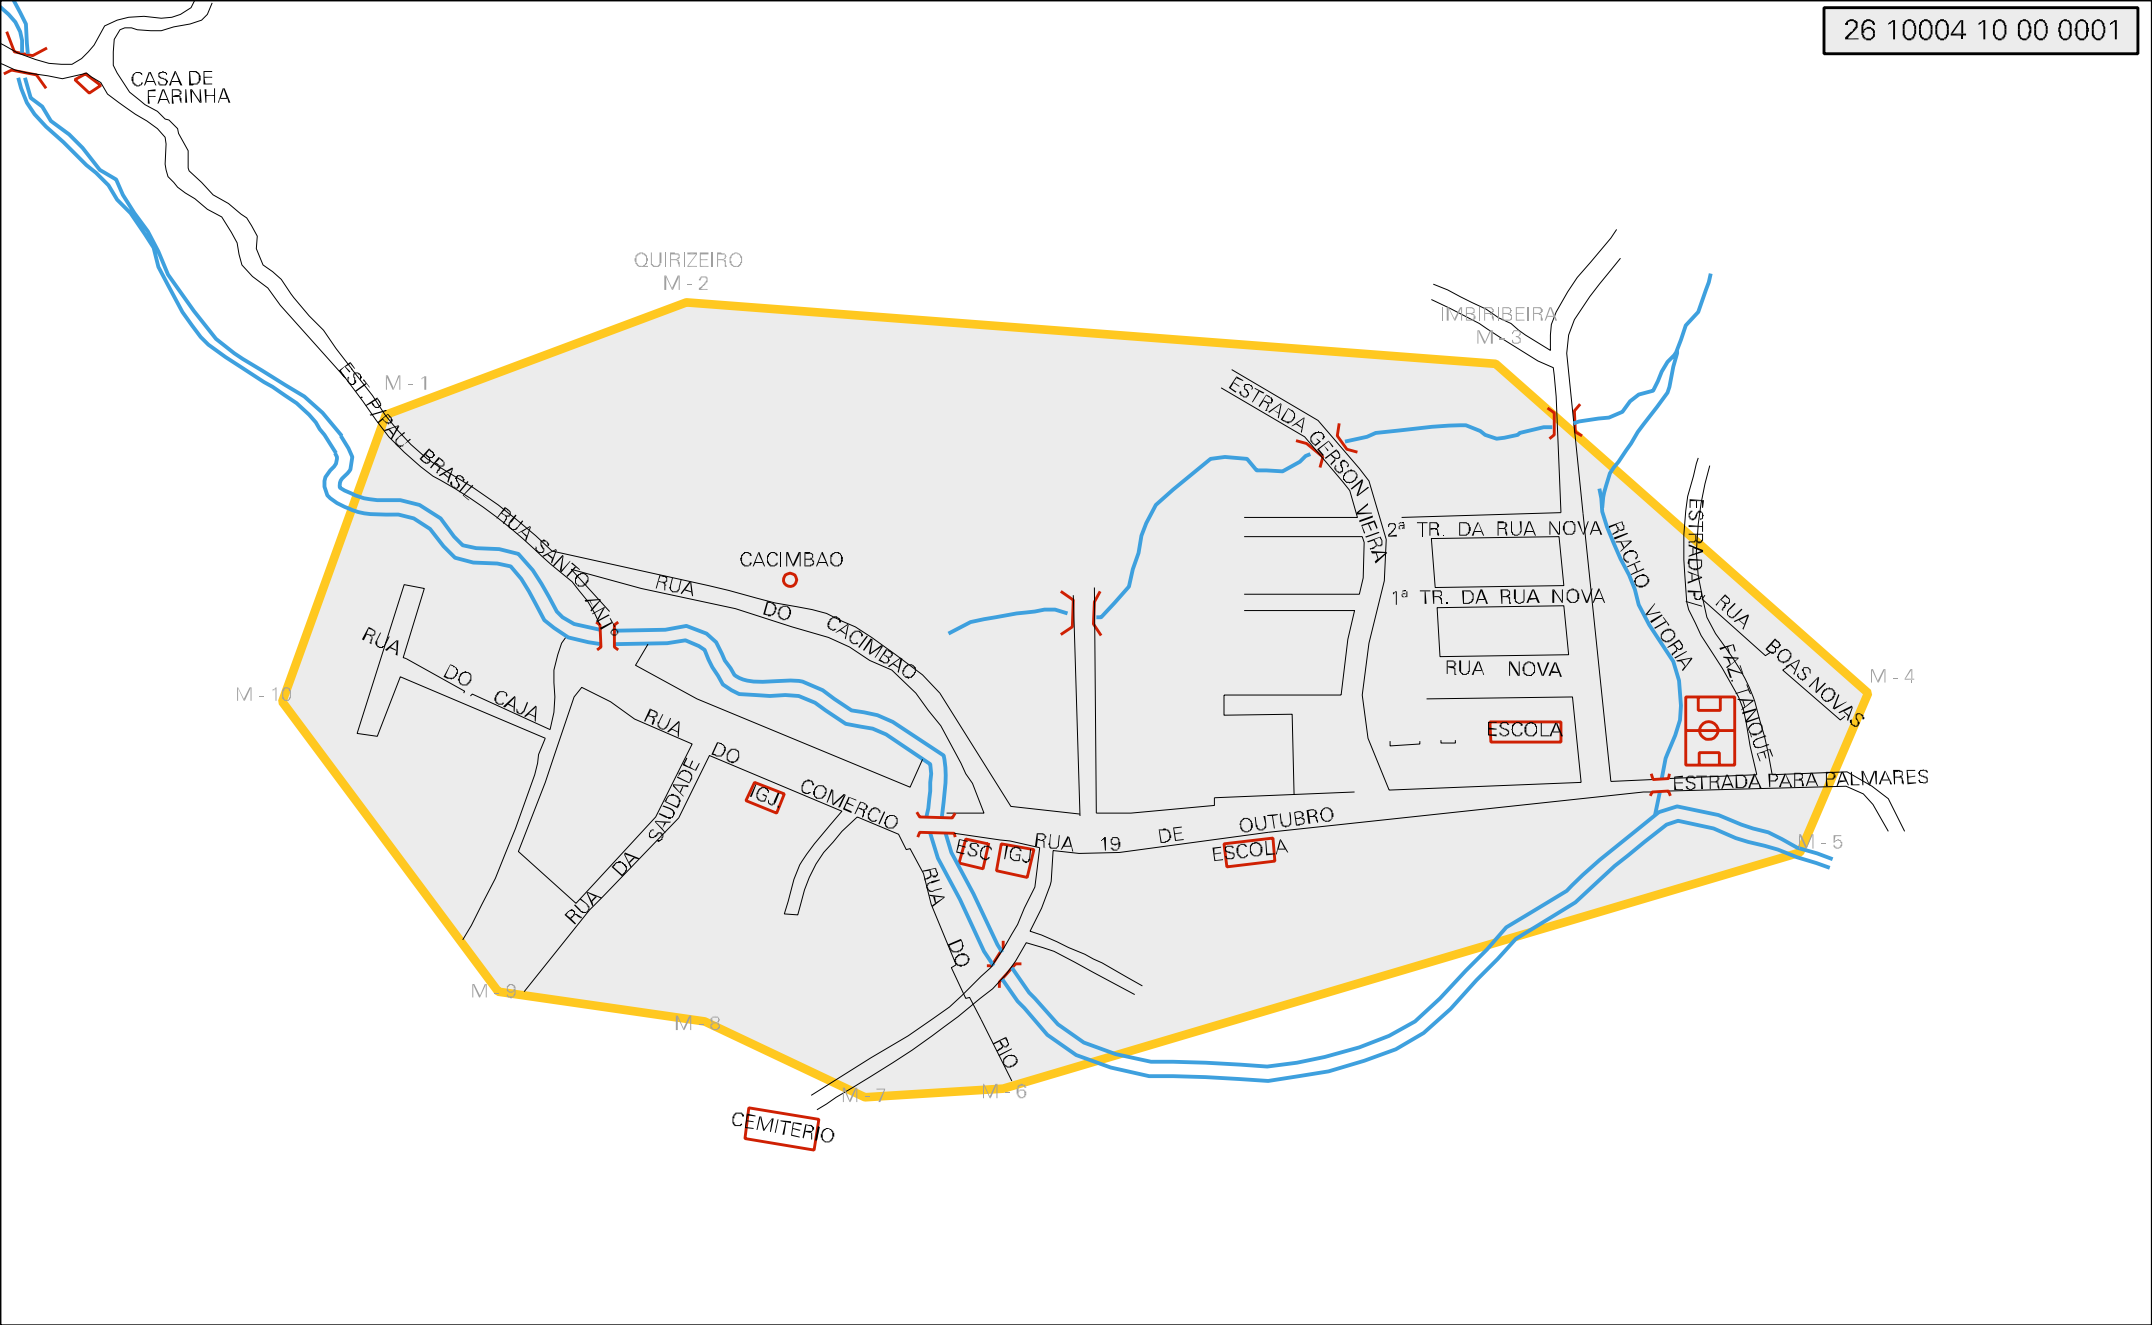 26 10004 10 00 0001
CASA DE
FARINHA
QUIRIZEIRO
M - 2
IMBIRIBEIRA
M - 3
M - 1
EST. P/PAU BRASIL
ESTRADA GERSON VIEIRA
RUA SANTO ANTº
CACIMBAO
RUA DO CACIMBAO
2ª TR. DA RUA NOVA
1ª TR. DA RUA NOVA
RUA NOVA
RIACHO VITORIA
ESTRADA P/ FAZ. TANQUE
RUA BOAS NOVAS
M - 4
M - 10
RUA DO CAJA
RUA DO COMERCIO
RUA DA SAUDADE
IGJ
ESCOLA
ESTRADA PARA PALMARES
RUA 19 DE OUTUBRO
ESC
IGJ
ESCOLA
M - 5
RUA DO RIO
M - 9
M - 8
M - 7
M - 6
CEMITERIO